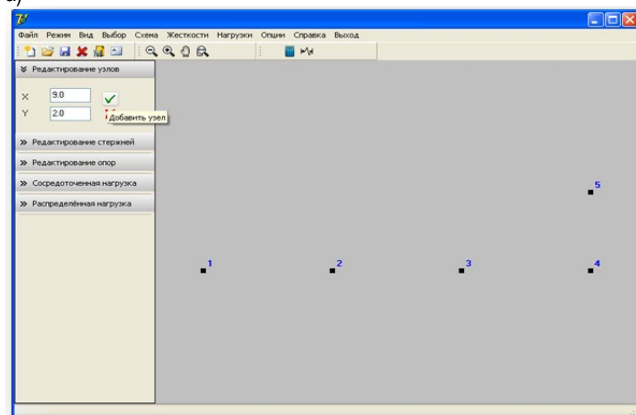 а)
Файл Режим Вид Выбор Схема Жесткости Нагрузки Опции Справка Выход
Редактирование узлов
X 9.0
Y 2.0
Добавить узел
Редактирование стержней
Редактирование опор
Сосредоточенная нагрузка
Распределённая нагрузка
5
1 2 3 4